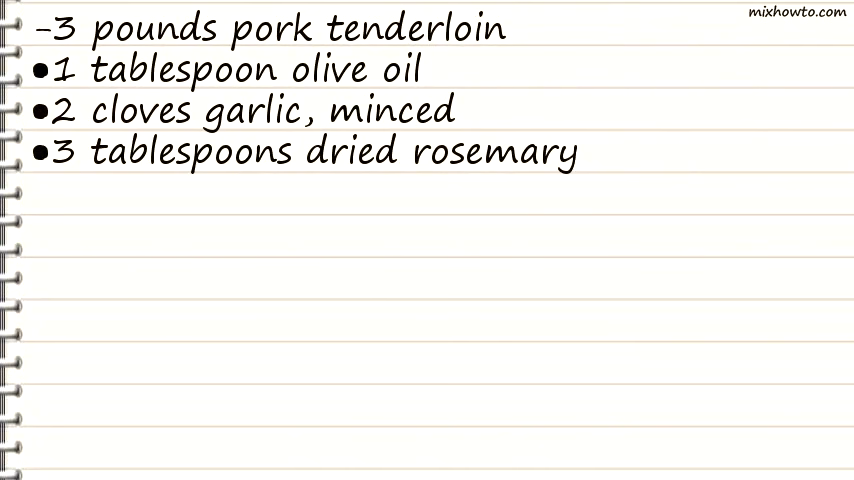 mixhowto.com
-3 pounds pork tenderloin
•1 tablespoon olive oil
•2 cloves garlic, minced
•3 tablespoons dried rosemary